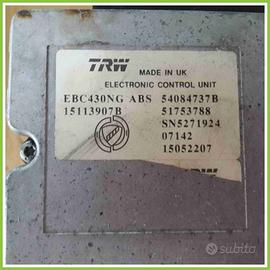 TRW
MADE IN UK
ELECTRONIC CONTROL UNIT
EBC430NG ABS 54084737B
15113907B 51753788
SN5271924
07142
15052207
subito